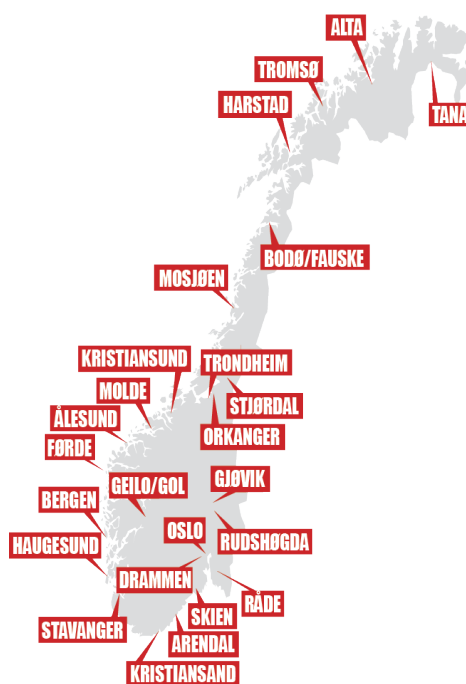 ALTA
TROMSØ
HARSTAD
TANA
BODØ/FAUSKE
MOSJØEN
KRISTIANSUND
TRONDHEIM
MOLDE
STJØRDAL
ÅLESUND
ORKANGER
FØRDE
GEILO/GOL
GJØVIK
BERGEN
OSLO
RUDSHØGDA
HAUGESUND
DRAMMEN
RÅDE
SKIEN
STAVANGER
ARENDAL
KRISTIANSAND